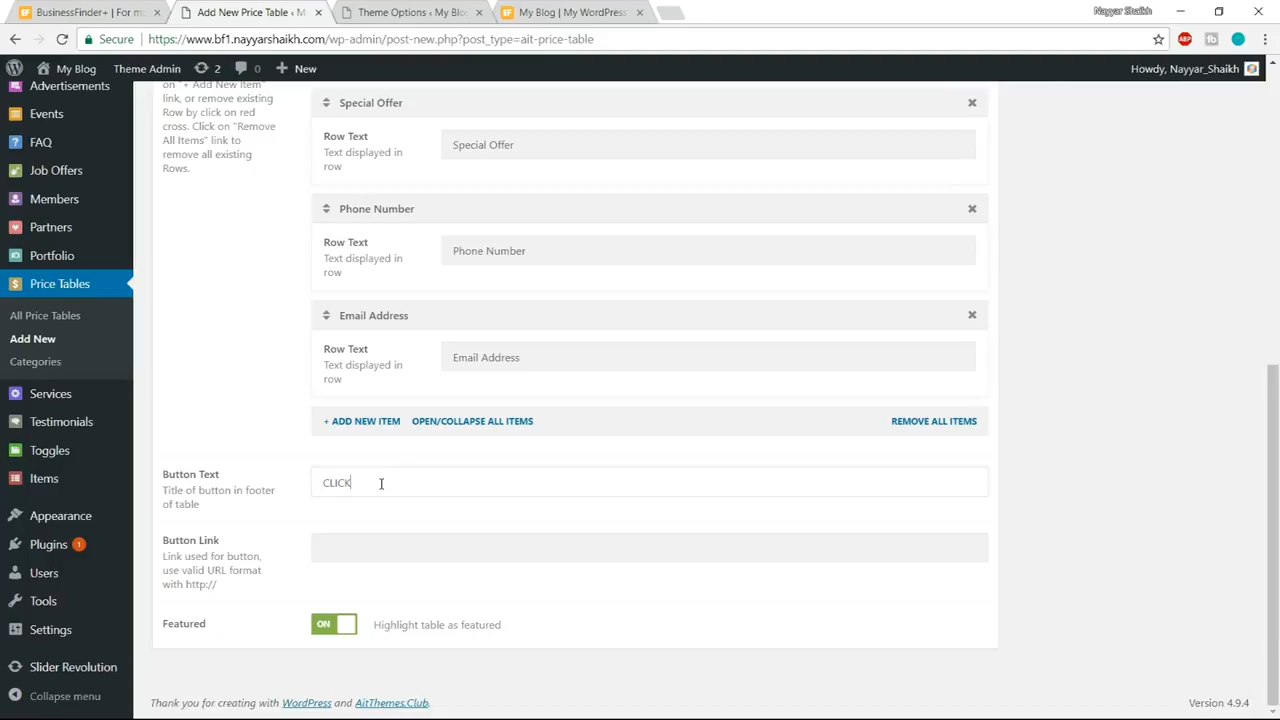 BusinessFinder+ | For m
Add New Price Table ‹ M
Theme Options ‹ My Blo
My Blog | My WordPress
Nayyar Shaikh
Secure
https://www.bf1.nayyarshaikh.com/wp-admin/post-new.php?post_type=ait-price-table
My Blog
Theme Admin
2
0
New
Howdy, Nayyar_Shaikh
Advertisements
Events
FAQ
Job Offers
Members
Partners
Portfolio
Price Tables
All Price Tables
Add New
Categories
Services
Testimonials
Toggles
Items
Appearance
Plugins 1
Users
Tools
Settings
Slider Revolution
Collapse menu
on "+ Add New Item"
link, or remove existing
Row by click on red
cross. Click on "Remove
All Items" link to
remove all existing
Rows.
Special Offer
Row Text
Text displayed in
row
Special Offer
Phone Number
Row Text
Text displayed in
row
Phone Number
Email Address
Row Text
Text displayed in
row
Email Address
+ ADD NEW ITEM
OPEN/COLLAPSE ALL ITEMS
REMOVE ALL ITEMS
Button Text
Title of button in footer
of table
CLICK
Button Link
Link used for button,
use valid URL format
with http://
Featured
ON
Highlight table as featured
Thank you for creating with WordPress and AitThemes.Club.
Version 4.9.4